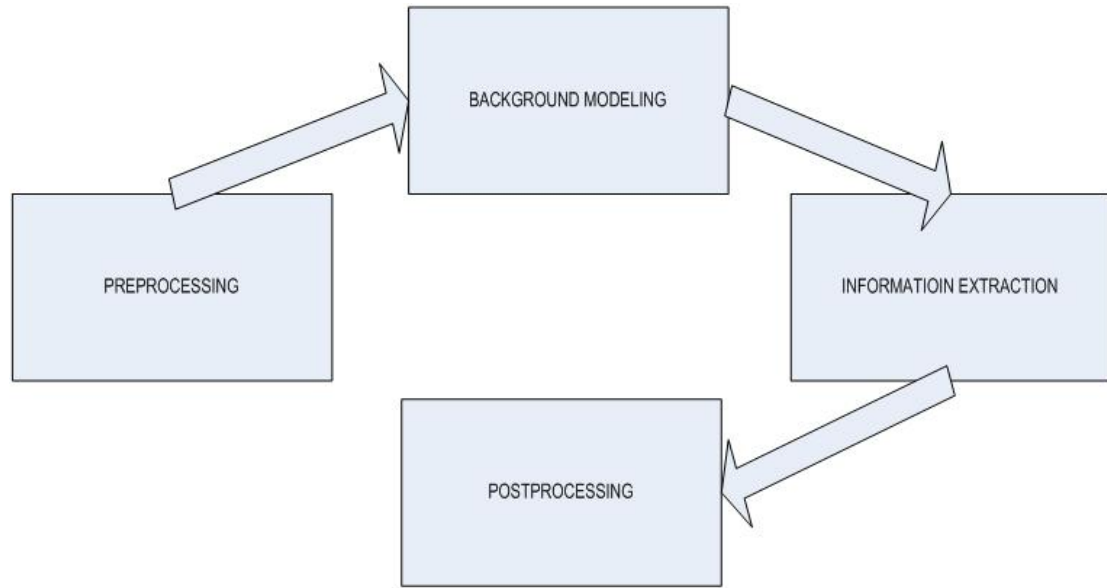 BACKGROUND MODELING
PREPROCESSING
INFORMATIOIN EXTRACTION
POSTPROCESSING